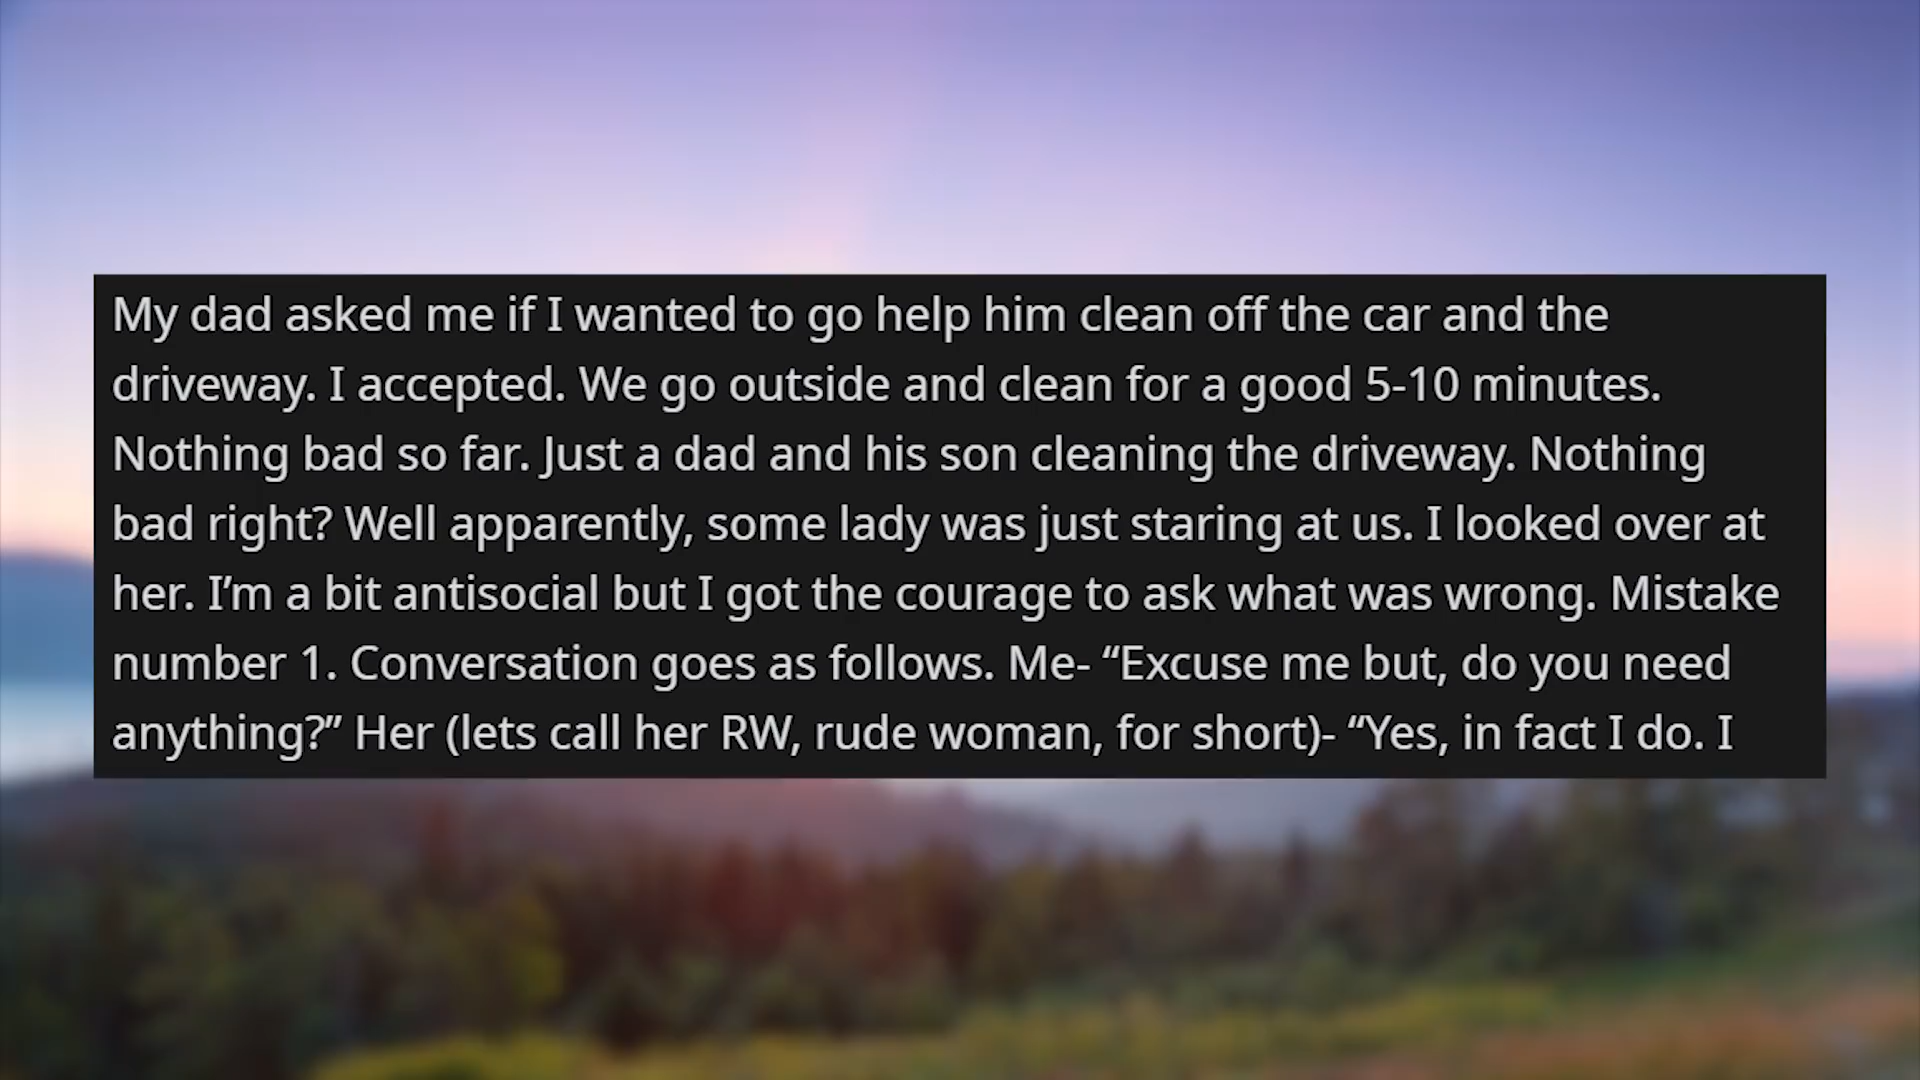 My dad asked me if I wanted to go help him clean off the car and the
driveway. I accepted. We go outside and clean for a good 5-10 minutes.
Nothing bad so far. Just a dad and his son cleaning the driveway. Nothing
bad right? Well apparently, some lady was just staring at us. I looked over at
her. I’m a bit antisocial but I got the courage to ask what was wrong. Mistake
number 1. Conversation goes as follows. Me- “Excuse me but, do you need
anything?” Her (lets call her RW, rude woman, for short)- “Yes, in fact I do. I